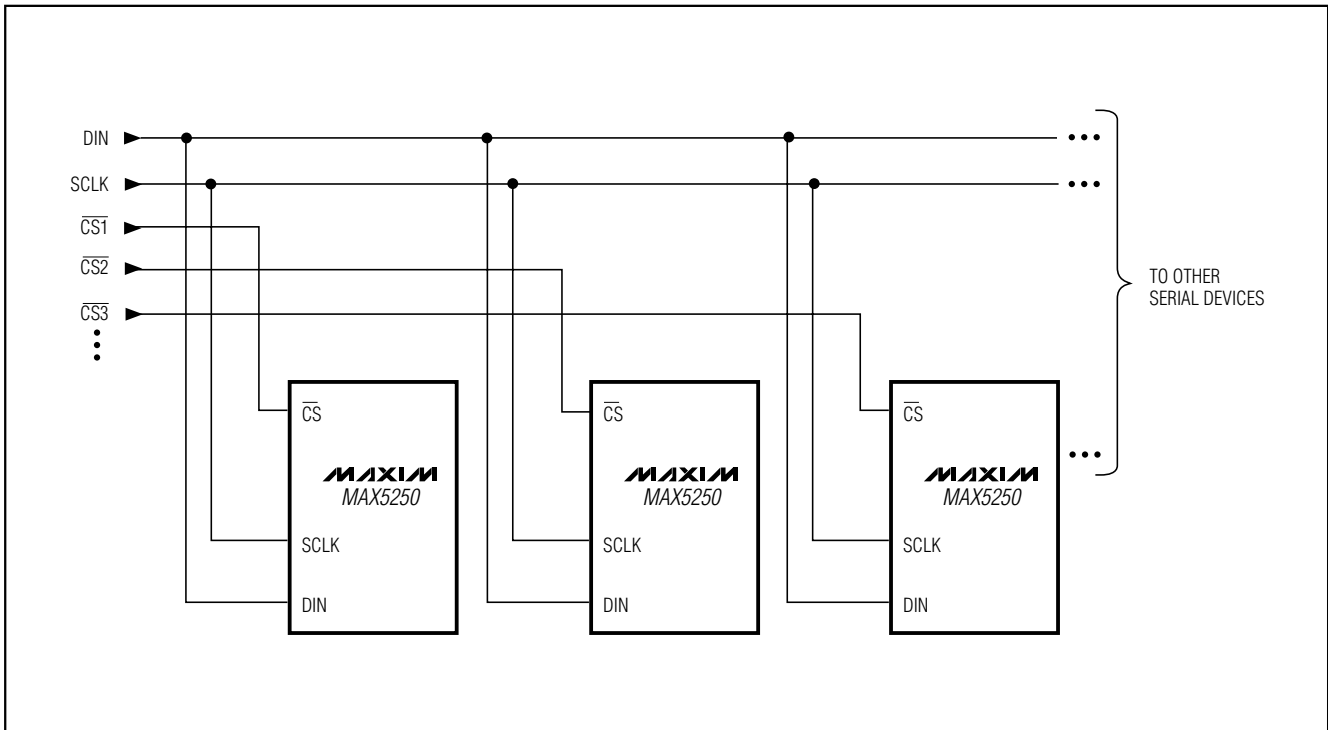 DIN
SCLK
CS1
CS2
CS3
TO OTHER
SERIAL DEVICES
CS
MAXIM
MAX5250
SCLK
DIN
CS
MAXIM
MAX5250
SCLK
DIN
CS
MAXIM
MAX5250
SCLK
DIN